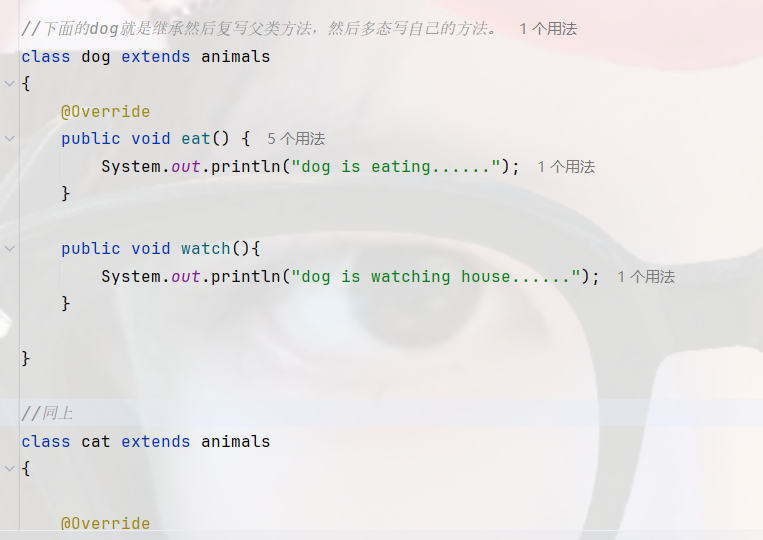 //下面的dog就是继承然后复写父类方法，然后多态写自己的方法。 1 个用法
class dog extends animals
{
@Override
public void eat() { 5 个用法
System.out.println("dog is eating......"); 1 个用法
}
public void watch(){
System.out.println("dog is watching house......"); 1 个用法
}
}
//同上
class cat extends animals
{
@Override